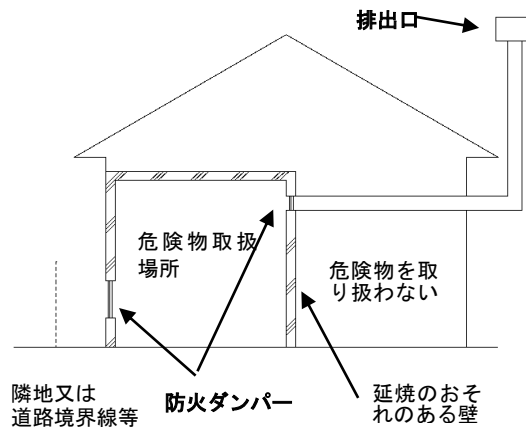 排出口
危険物取扱
場所
危険物を取
り扱わない
隣地又は
道路境界線等
防火ダンパー
延焼のおそ
れのある壁